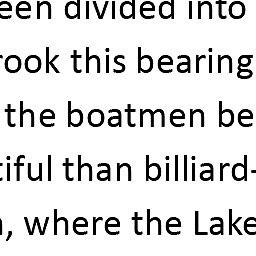 een divided into
rook this bearing
the boatmen be
tiful than billiard-
, where the Lake